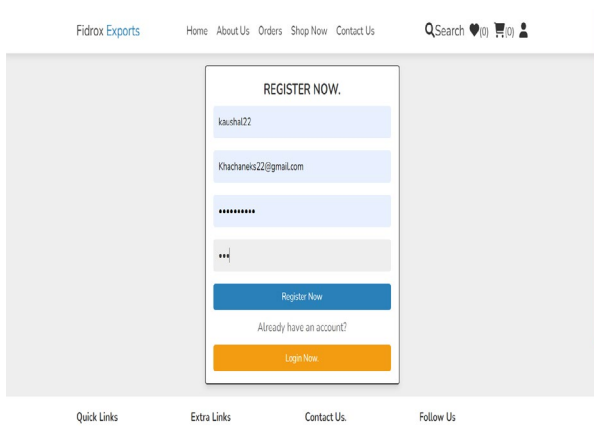 Fidrox Exports Home About Us Orders Shop Now Contact Us Search (0) (0)
REGISTER NOW.
kaushal22
Khachaneks22@gmail.com
••••••••••
•••
Register Now
Already have an account?
Login Now.
Quick Links Extra Links Contact Us. Follow Us